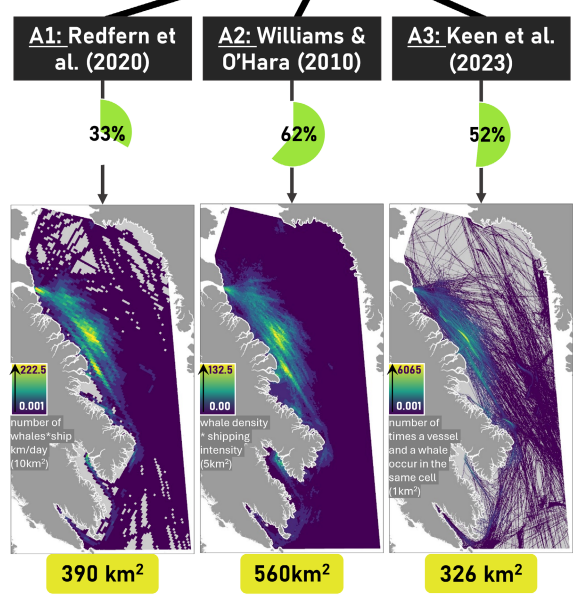 A1: Redfern et
al. (2020)
A2: Williams &
O'Hara (2010)
A3: Keen et al.
(2023)
33%
62%
52%
222.5
0.001
number of
whales*ship
km/day
(10km²)
132.5
0.00
whale density
* shipping
intensity
(5km²)
6065
0.001
number of
times a vessel
and a whale
occur in the
same cell
(1km²)
390 km²
560km²
326 km²